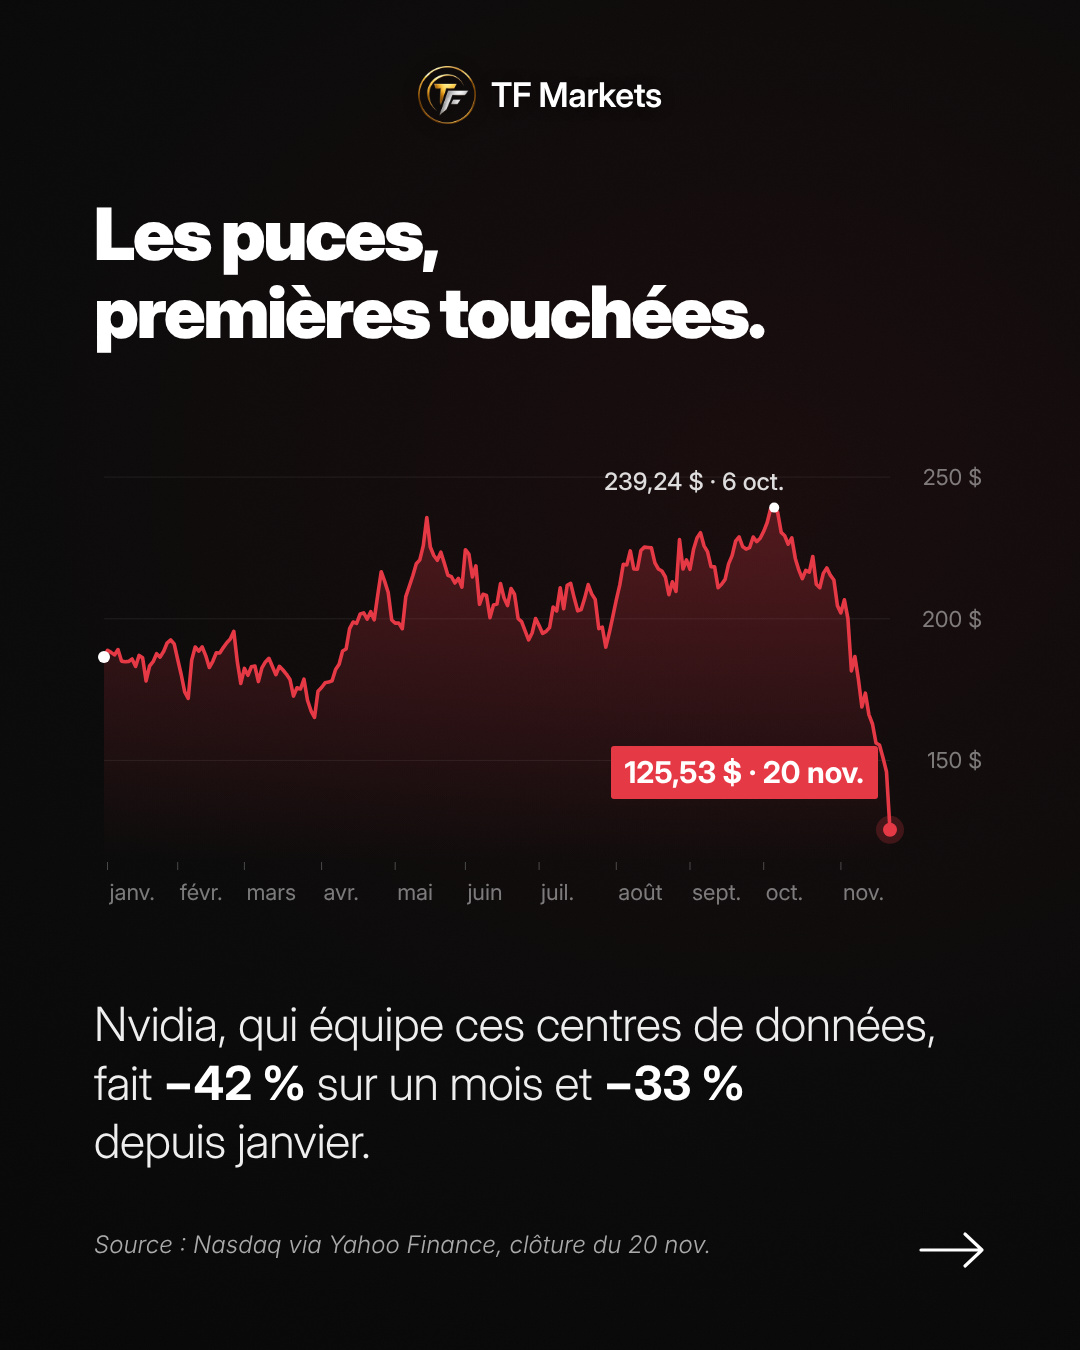 TF TF Markets
Les puces,
premières touchées.
239,24 $ · 6 oct.
250 $
200 $
150 $
125,53 $ · 20 nov.
janv. févr. mars avr. mai juin juil. août sept. oct. nov.
Nvidia, qui équipe ces centres de données,
fait −42 % sur un mois et −33 %
depuis janvier.
Source : Nasdaq via Yahoo Finance, clôture du 20 nov.